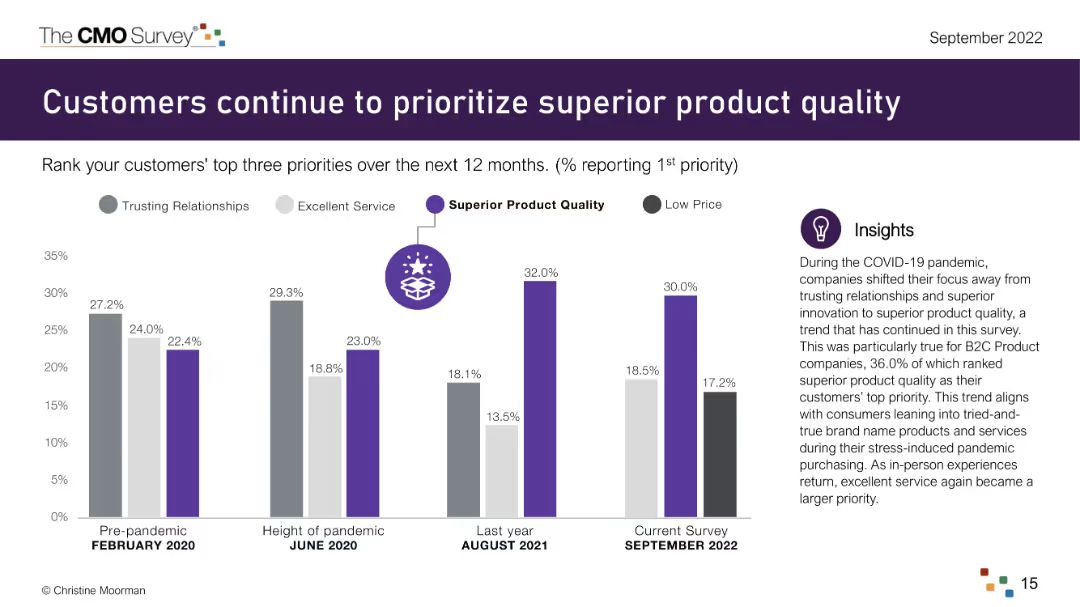 The CMO Survey®
September 2022
Customers continue to prioritize superior product quality
Rank your customers' top three priorities over the next 12 months. (% reporting 1st priority)
Trusting Relationships
Excellent Service
Superior Product Quality
Low Price
Insights
During the COVID-19 pandemic,
companies shifted their focus away from
trusting relationships and superior
innovation to superior product quality, a
trend that has continued in this survey.
This was particularly true for B2C Product
companies, 36.0% of which ranked
superior product quality as their
customers' top priority. This trend aligns
with consumers leaning into tried-and-
true brand name products and services
during their stress-induced pandemic
purchasing. As in-person experiences
return, excellent service again became a
larger priority.
35%
30%
25%
20%
15%
10%
5%
0%
27.2%
24.0%
22.4%
29.3%
18.8%
23.0%
18.1%
13.5%
32.0%
18.5%
30.0%
17.2%
Pre-pandemic
FEBRUARY 2020
Height of pandemic
JUNE 2020
Last year
AUGUST 2021
Current Survey
SEPTEMBER 2022
© Christine Moorman
15